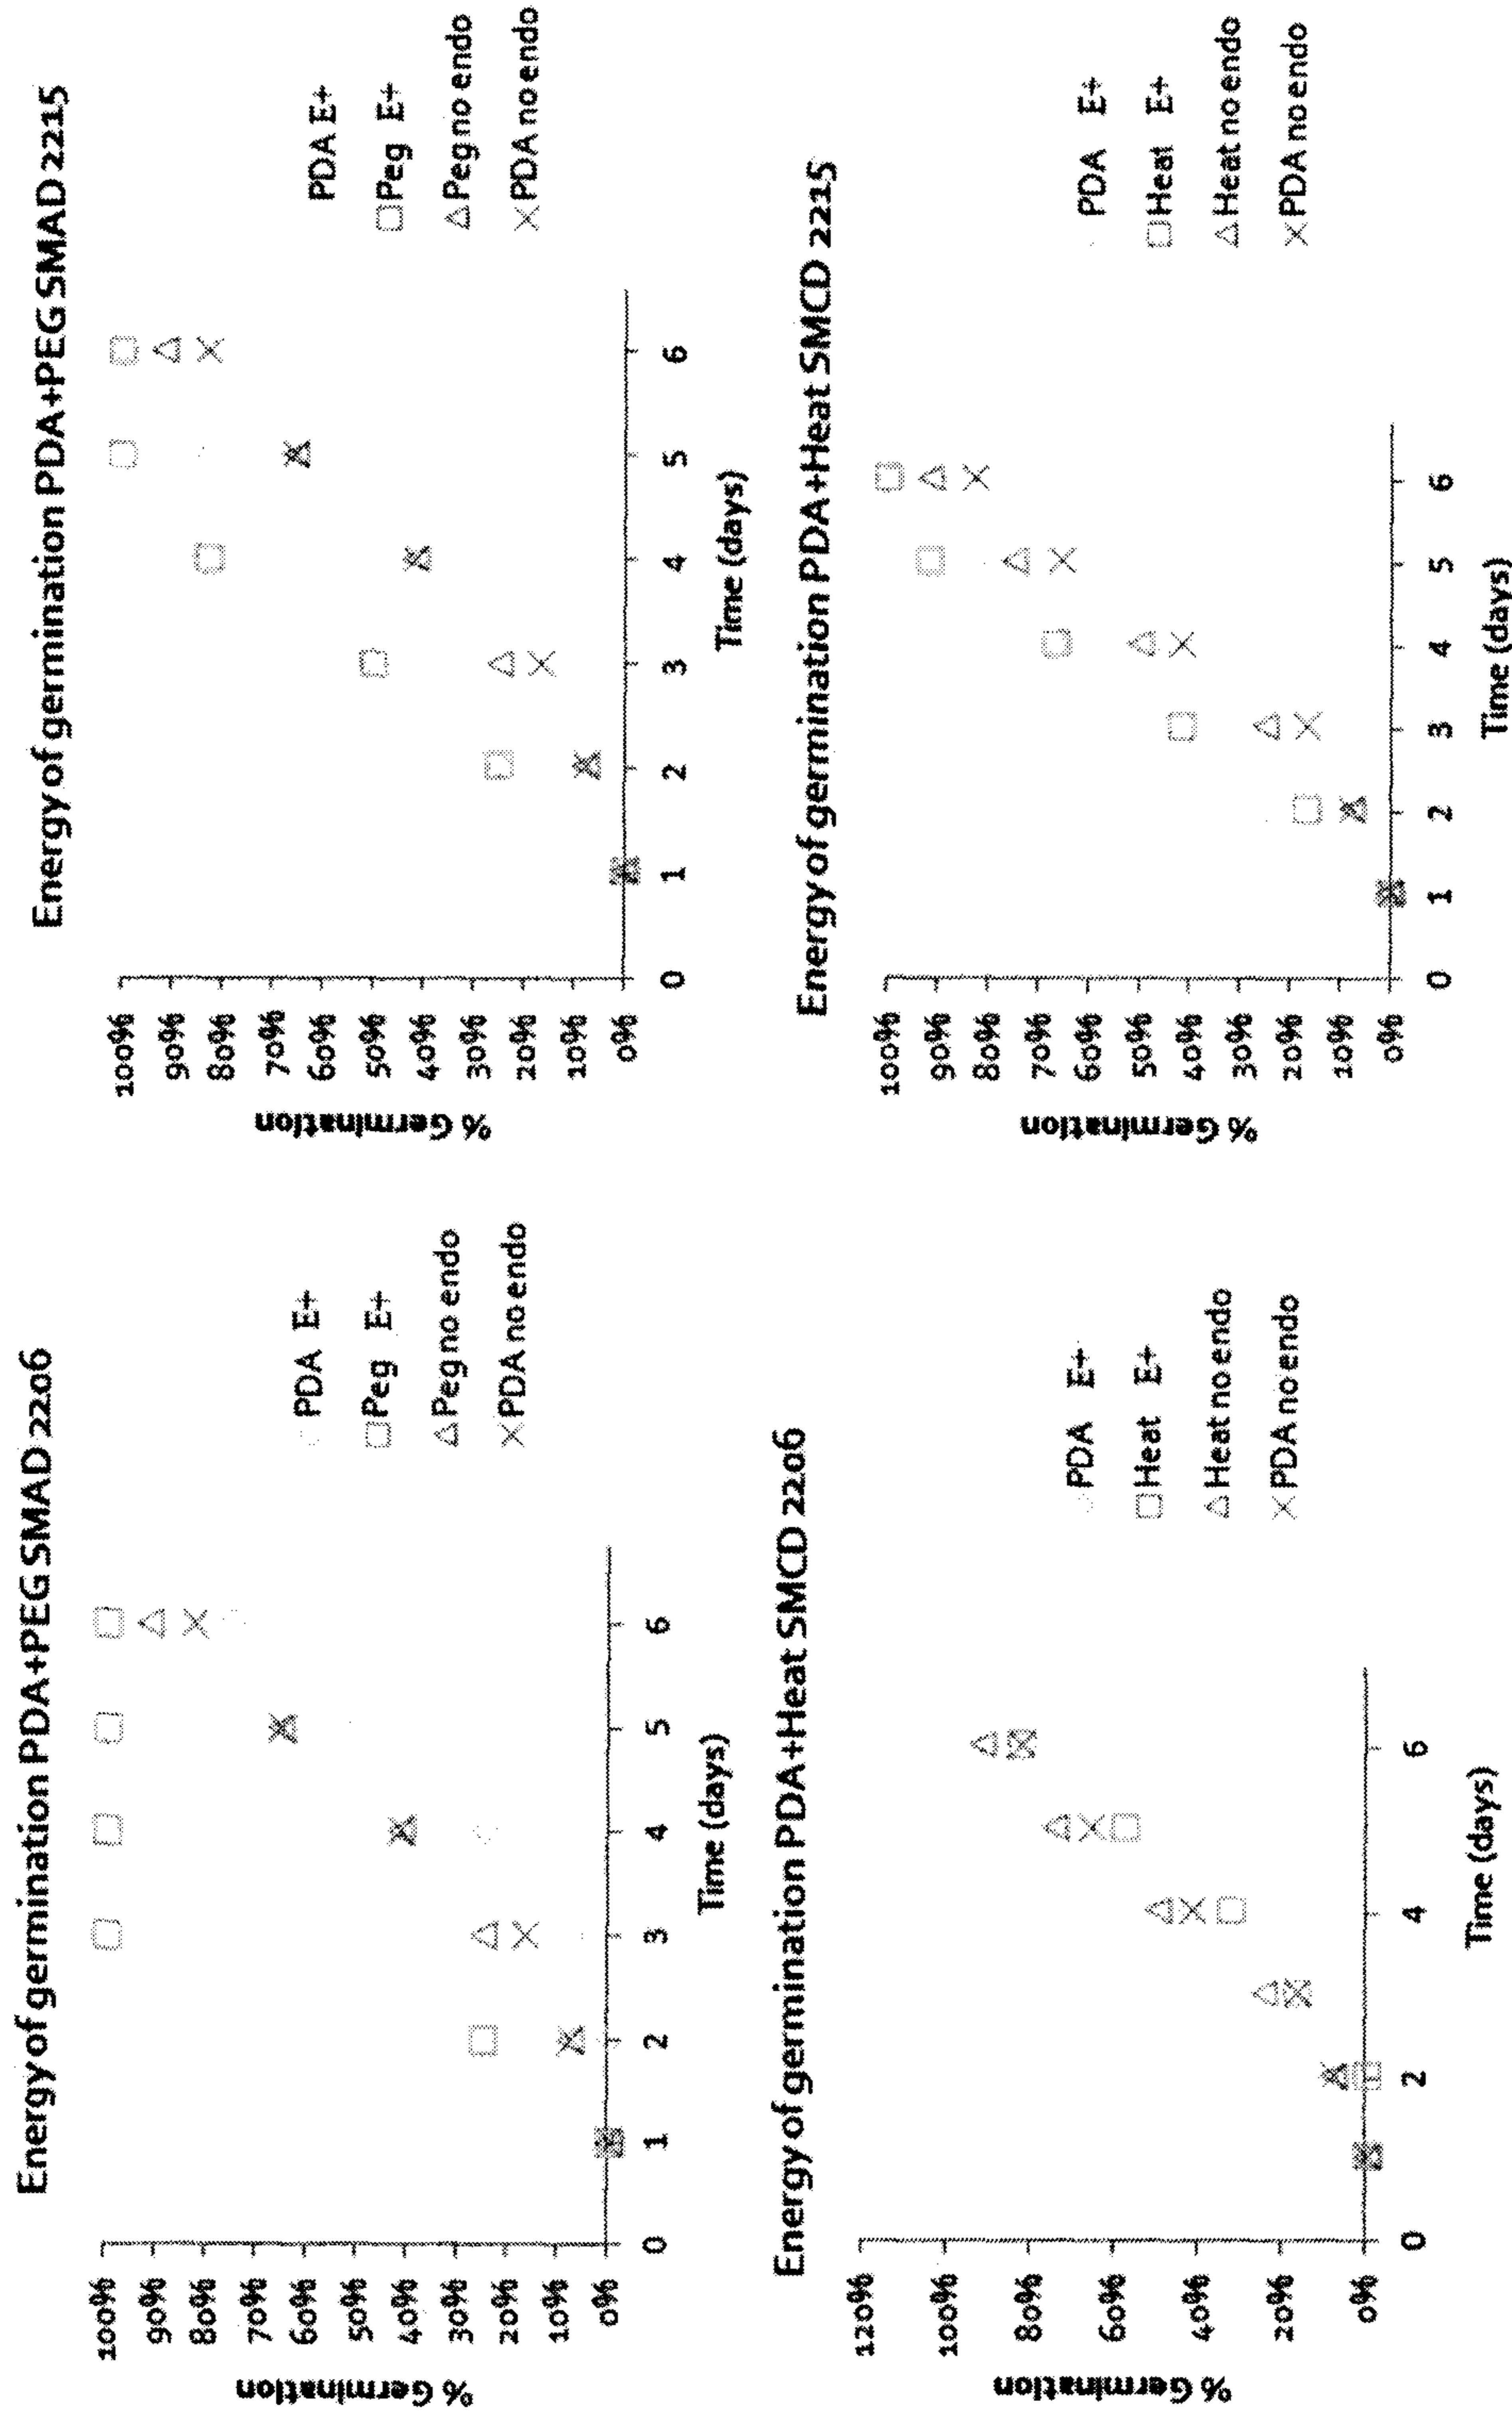 Energy of germination PDA+PEG SMAD 2206
% Germination
100%
90%
80%
70%
60%
50%
40%
30%
20%
10%
0%
0 1 2 3 4 5 6
Time (days)
PDA E+
Peg E+
Peg no endo
PDA no endo
Energy of germination PDA+PEG SMAD 2215
% Germination
100%
90%
80%
70%
60%
50%
40%
30%
20%
10%
0%
0 1 2 3 4 5 6
Time (days)
PDA E+
Peg E+
Peg no endo
PDA no endo
Energy of germination PDA+Heat SMCD 2206
% Germination
120%
100%
80%
60%
40%
20%
0%
0 2 4 6
Time (days)
PDA E+
Heat E+
Heat no endo
PDA no endo
Energy of germination PDA+Heat SMCD 2215
% Germination
100%
90%
80%
70%
60%
50%
40%
30%
20%
10%
0%
0 1 2 3 4 5 6
Time (days)
PDA E+
Heat E+
Heat no endo
PDA no endo